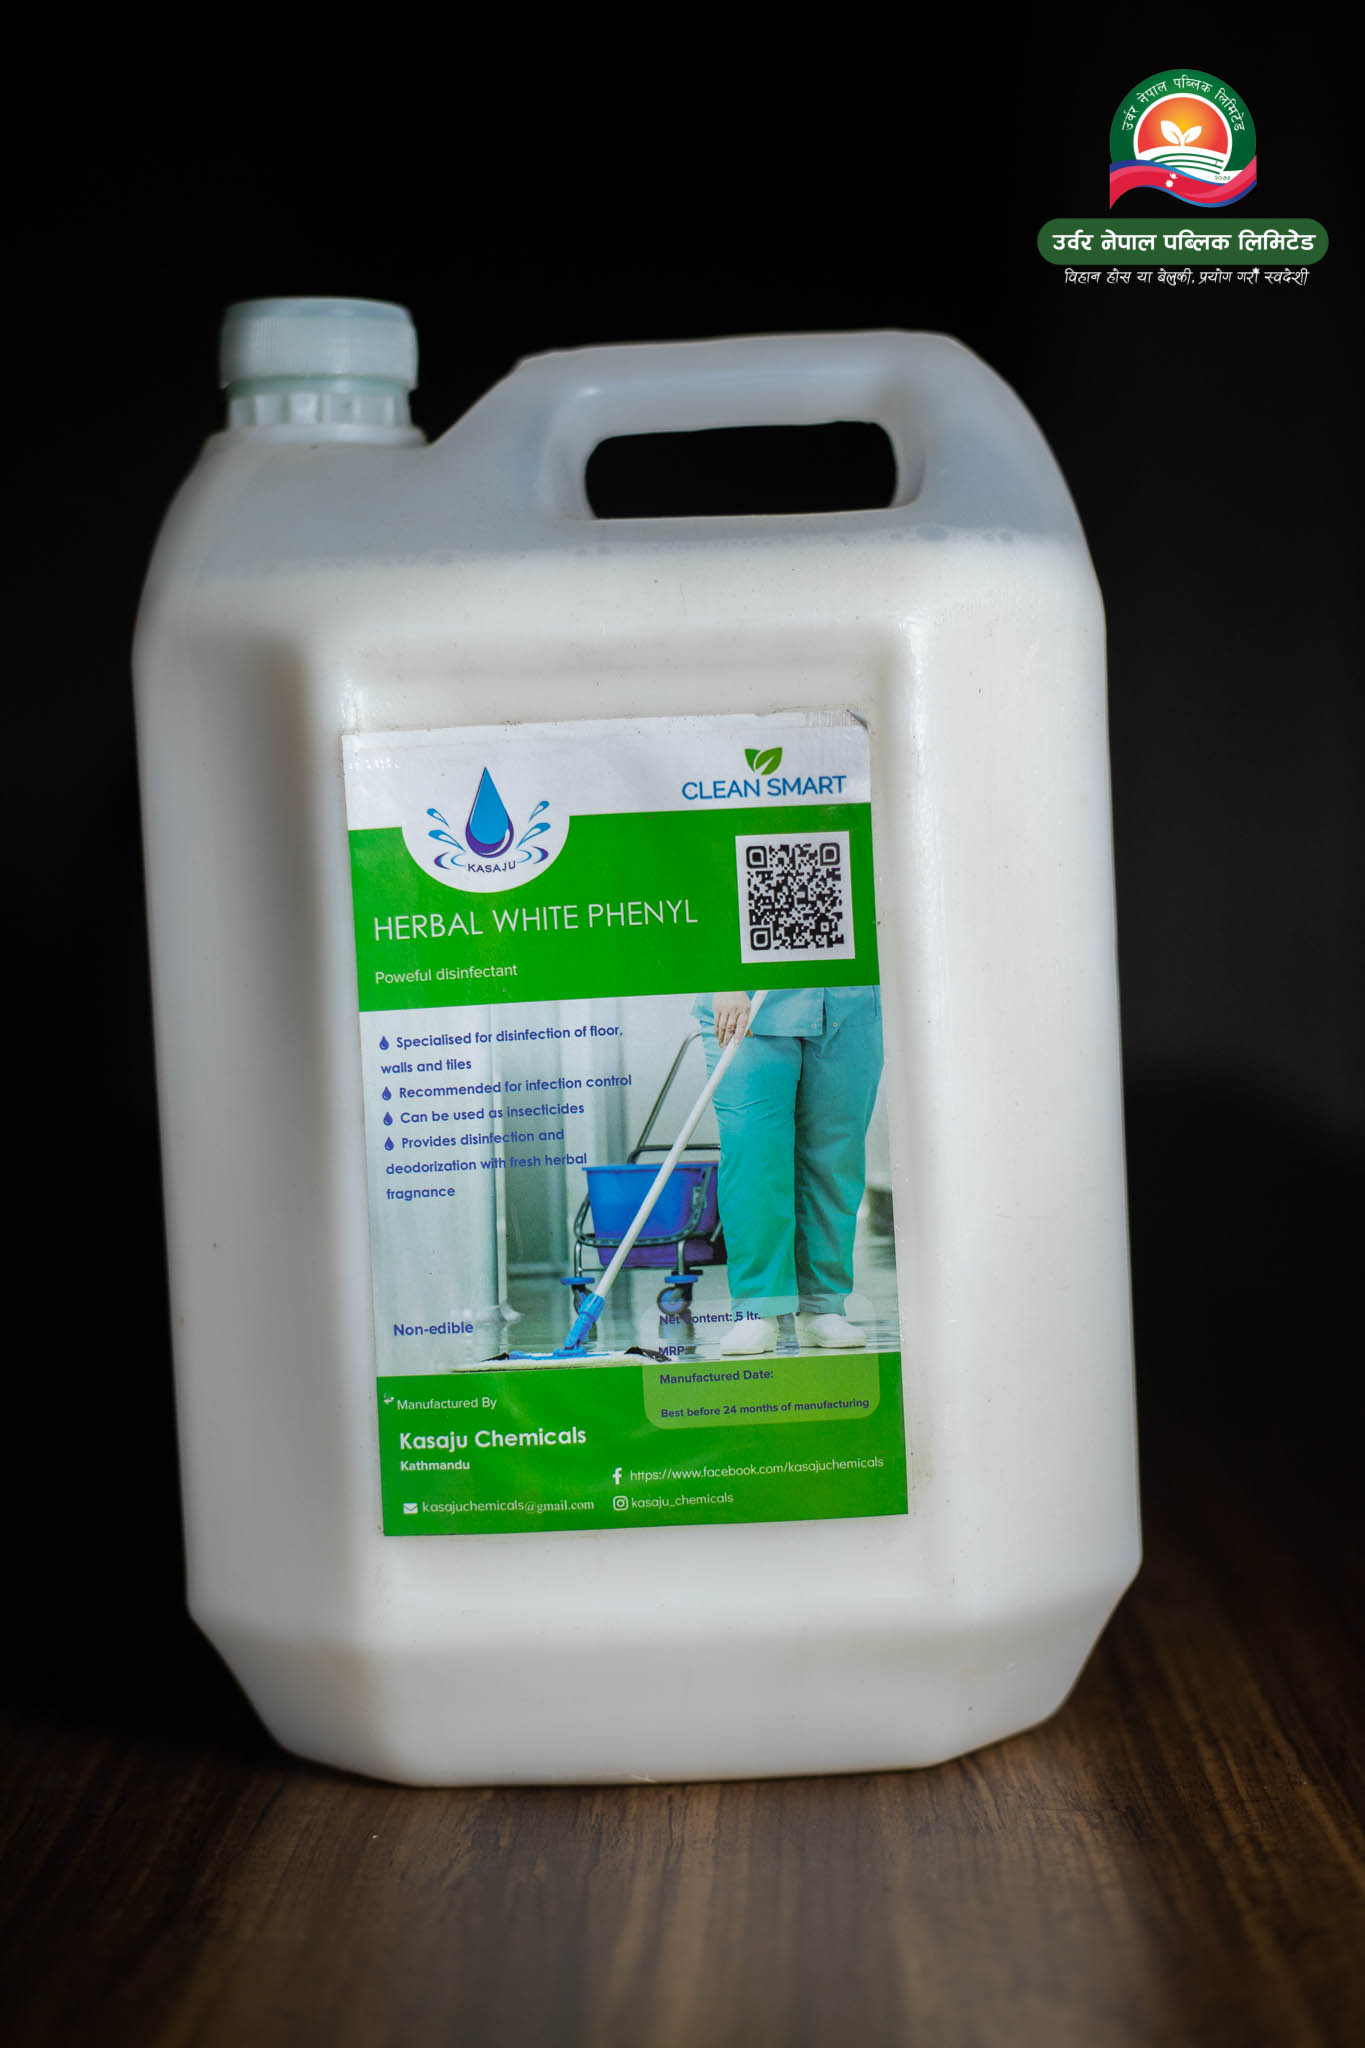 उर्वर नेपाल पब्लिक लिमिटेड
२०७७
उर्वर नेपाल पब्लिक लिमिटेड
विहान होस या बेलुकी, प्रयोग गरौं स्वदेशी
CLEAN SMART
KASAJU
HERBAL WHITE PHENYL
Poweful disinfectant
Specialised for disinfection of floor,
walls and tiles
Recommended for infection control
Can be used as insecticides
Provides disinfection and
deodorization with fresh herbal
fragnance
Non-edible
Net Content: 5 ltr.
MRP:
Manufactured Date:
Best before 24 months of manufacturing
Manufactured By
Kasaju Chemicals
Kathmandu
https://www.facebook.com/kasajuchemicals
kasajuchemicals@gmail.com
kasaju_chemicals